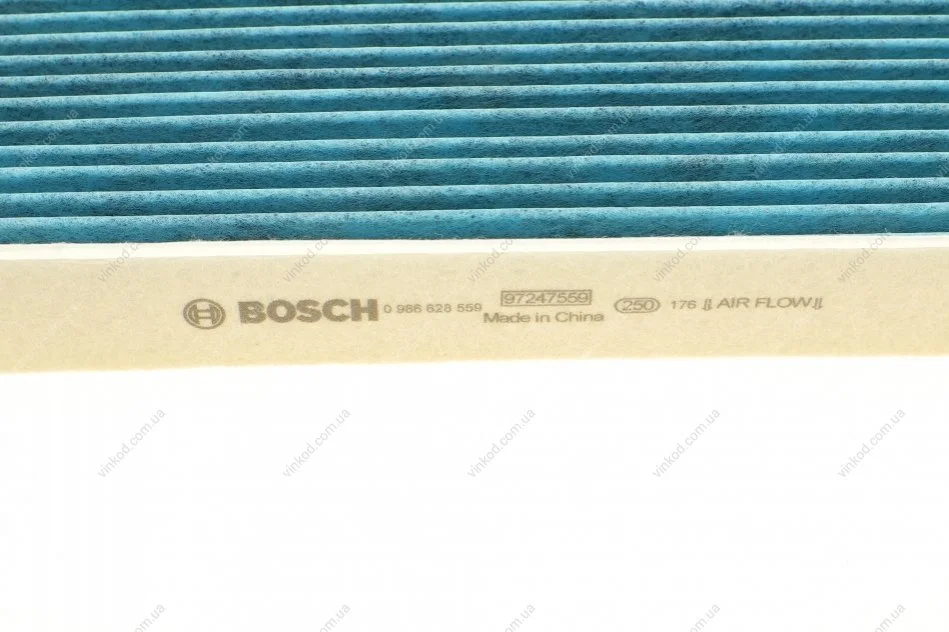 BOSCH 0 986 628 559 97247559 250 176 AIR FLOW
Made in China
vinkod.com.ua